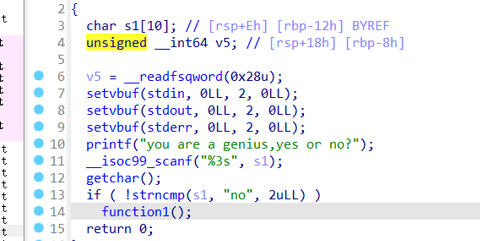 2 {
3 char s1[10]; // [rsp+Eh] [rbp-12h] BYREF
4 unsigned __int64 v5; // [rsp+18h] [rbp-8h]
5
6 v5 = __readfsqword(0x28u);
7 setvbuf(stdin, 0LL, 2, 0LL);
8 setvbuf(stdout, 0LL, 2, 0LL);
9 setvbuf(stderr, 0LL, 2, 0LL);
10 printf("you are a genius,yes or no?");
11 __isoc99_scanf("%3s", s1);
12 getchar();
13 if ( !strncmp(s1, "no", 2uLL) )
14 function1();
15 return 0;